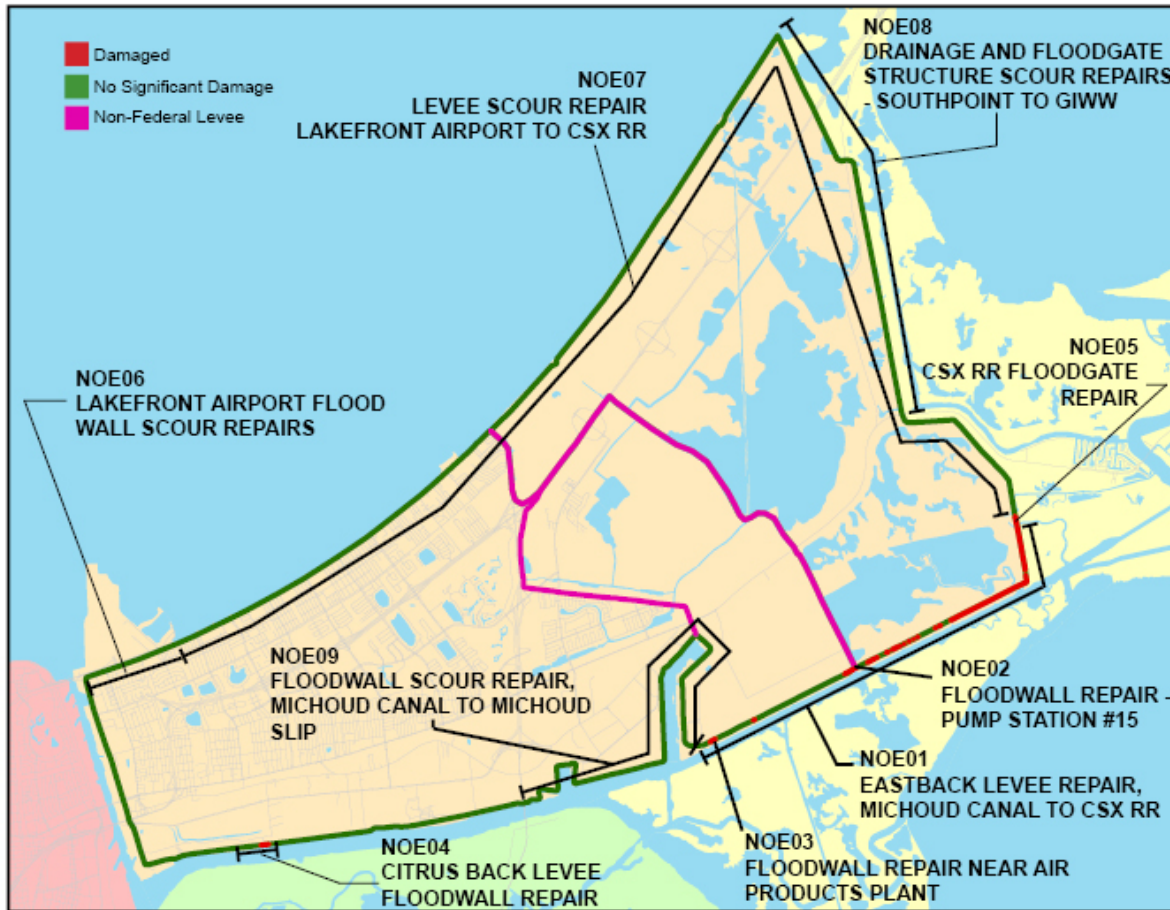 Damaged
No Significant Damage
Non-Federal Levee
NOE07
LEVEE SCOUR REPAIR
LAKEFRONT AIRPORT TO CSX RR
NOE08
DRAINAGE AND FLOODGATE
STRUCTURE SCOUR REPAIRS
- SOUTHPOINT TO GIWW
NOE05
CSX RR FLOODGATE
REPAIR
NOE06
LAKEFRONT AIRPORT FLOOD
WALL SCOUR REPAIRS
NOE09
FLOODWALL SCOUR REPAIR,
MICHOUD CANAL TO MICHOUD
SLIP
NOE02
FLOODWALL REPAIR -
PUMP STATION #15
NOE01
EASTBACK LEVEE REPAIR,
MICHOUD CANAL TO CSX RR
NOE03
FLOODWALL REPAIR NEAR AIR
PRODUCTS PLANT
NOE04
CITRUS BACK LEVEE
FLOODWALL REPAIR